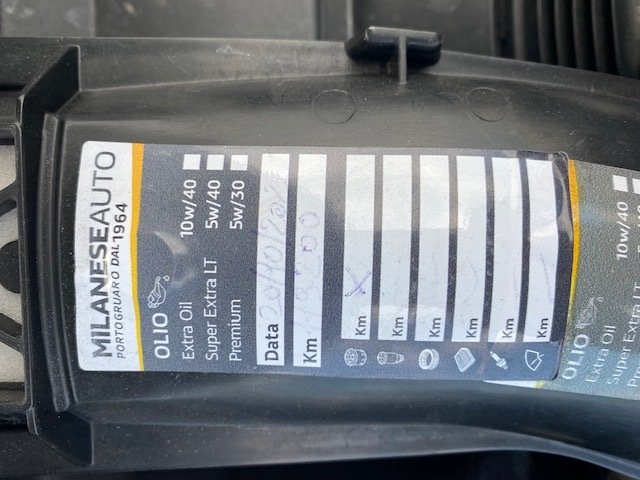 MILANESEAUTO
PORTOGRUARO DAL 1964
OLIO
Extra Oil 10w/40
Super Extra LT 5w/40
Premium 5w/30
Data
Km
Km X
Km
Km
Km
Km
Km
10w/40
OLIO
Extra Oil
Super Extra LT
Premium